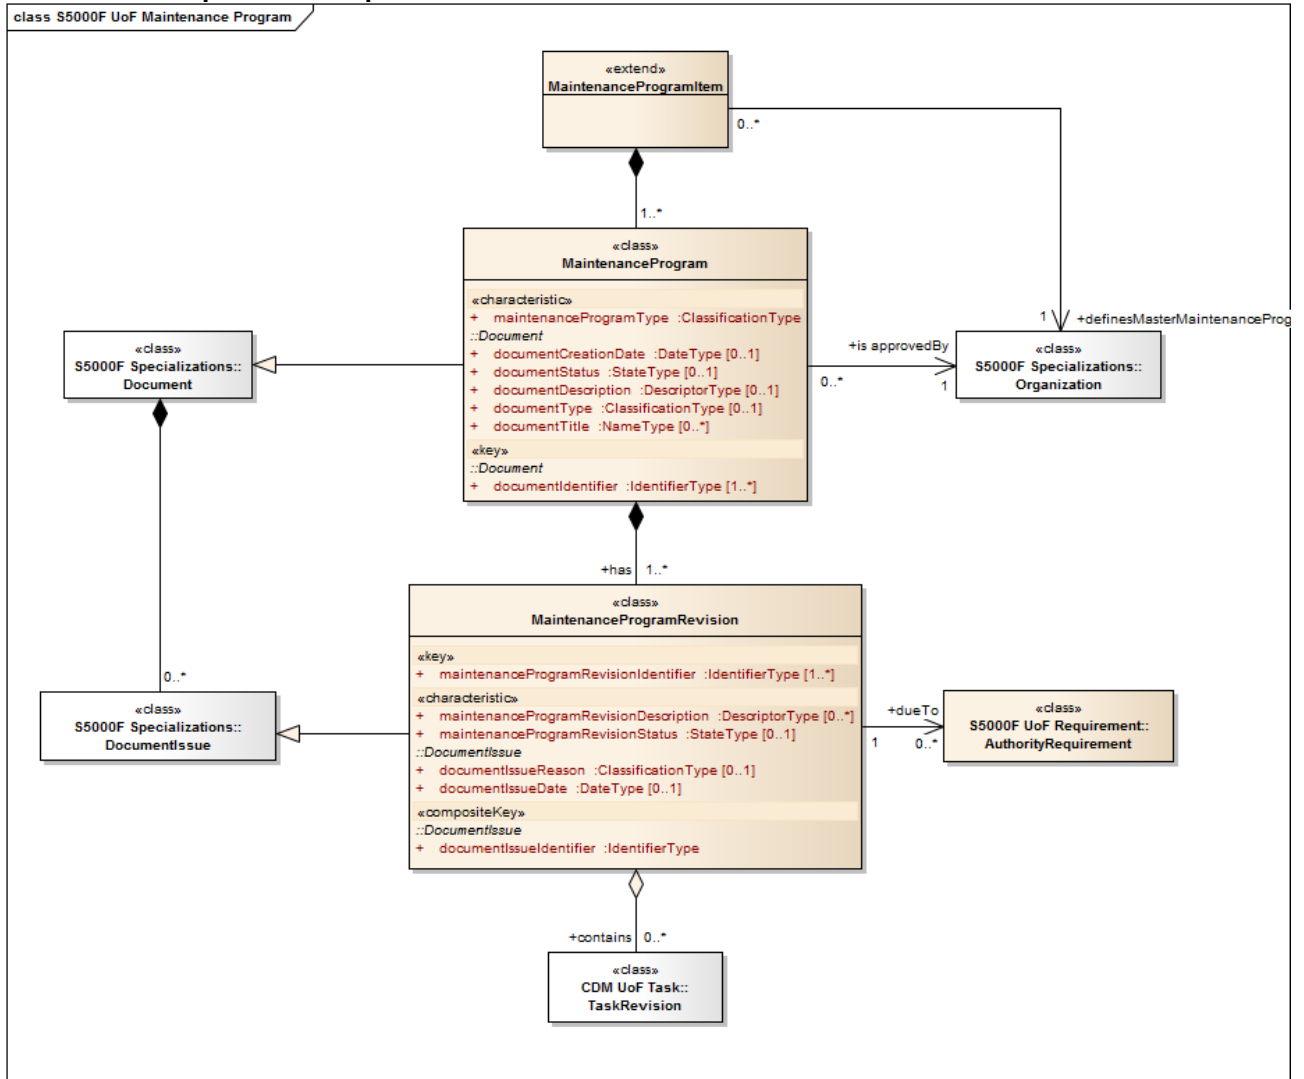 class S5000F UoF Maintenance Program
«extend»
MaintenanceProgramItem
0..*
1..*
«class»
MaintenanceProgram
«characteristic»
+ maintenanceProgramType :ClassificationType
::Document
+ documentCreationDate :DateType [0..1]
+ documentStatus :StateType [0..1]
+ documentDescription :DescriptorType [0..1]
+ documentType :ClassificationType [0..1]
+ documentTitle :NameType [0..*]
«key»
::Document
+ documentIdentifier :IdentifierType [1..*]
1
+definesMasterMaintenanceProg
«class»
S5000F Specializations::
Document
+is approvedBy
0..*
1
«class»
S5000F Specializations::
Organization
+has
1..*
«class»
MaintenanceProgramRevision
«key»
+ maintenanceProgramRevisionIdentifier :IdentifierType [1..*]
«characteristic»
+ maintenanceProgramRevisionDescription :DescriptorType [0..*]
+ maintenanceProgramRevisionStatus :StateType [0..1]
::DocumentIssue
+ documentIssueReason :ClassificationType [0..1]
+ documentIssueDate :DateType [0..1]
«compositeKey»
::DocumentIssue
+ documentIssueIdentifier :IdentifierType
0..*
«class»
S5000F Specializations::
DocumentIssue
+dueTo
1
0..*
«class»
S5000F UoF Requirement::
AuthorityRequirement
+contains
0..*
«class»
CDM UoF Task::
TaskRevision